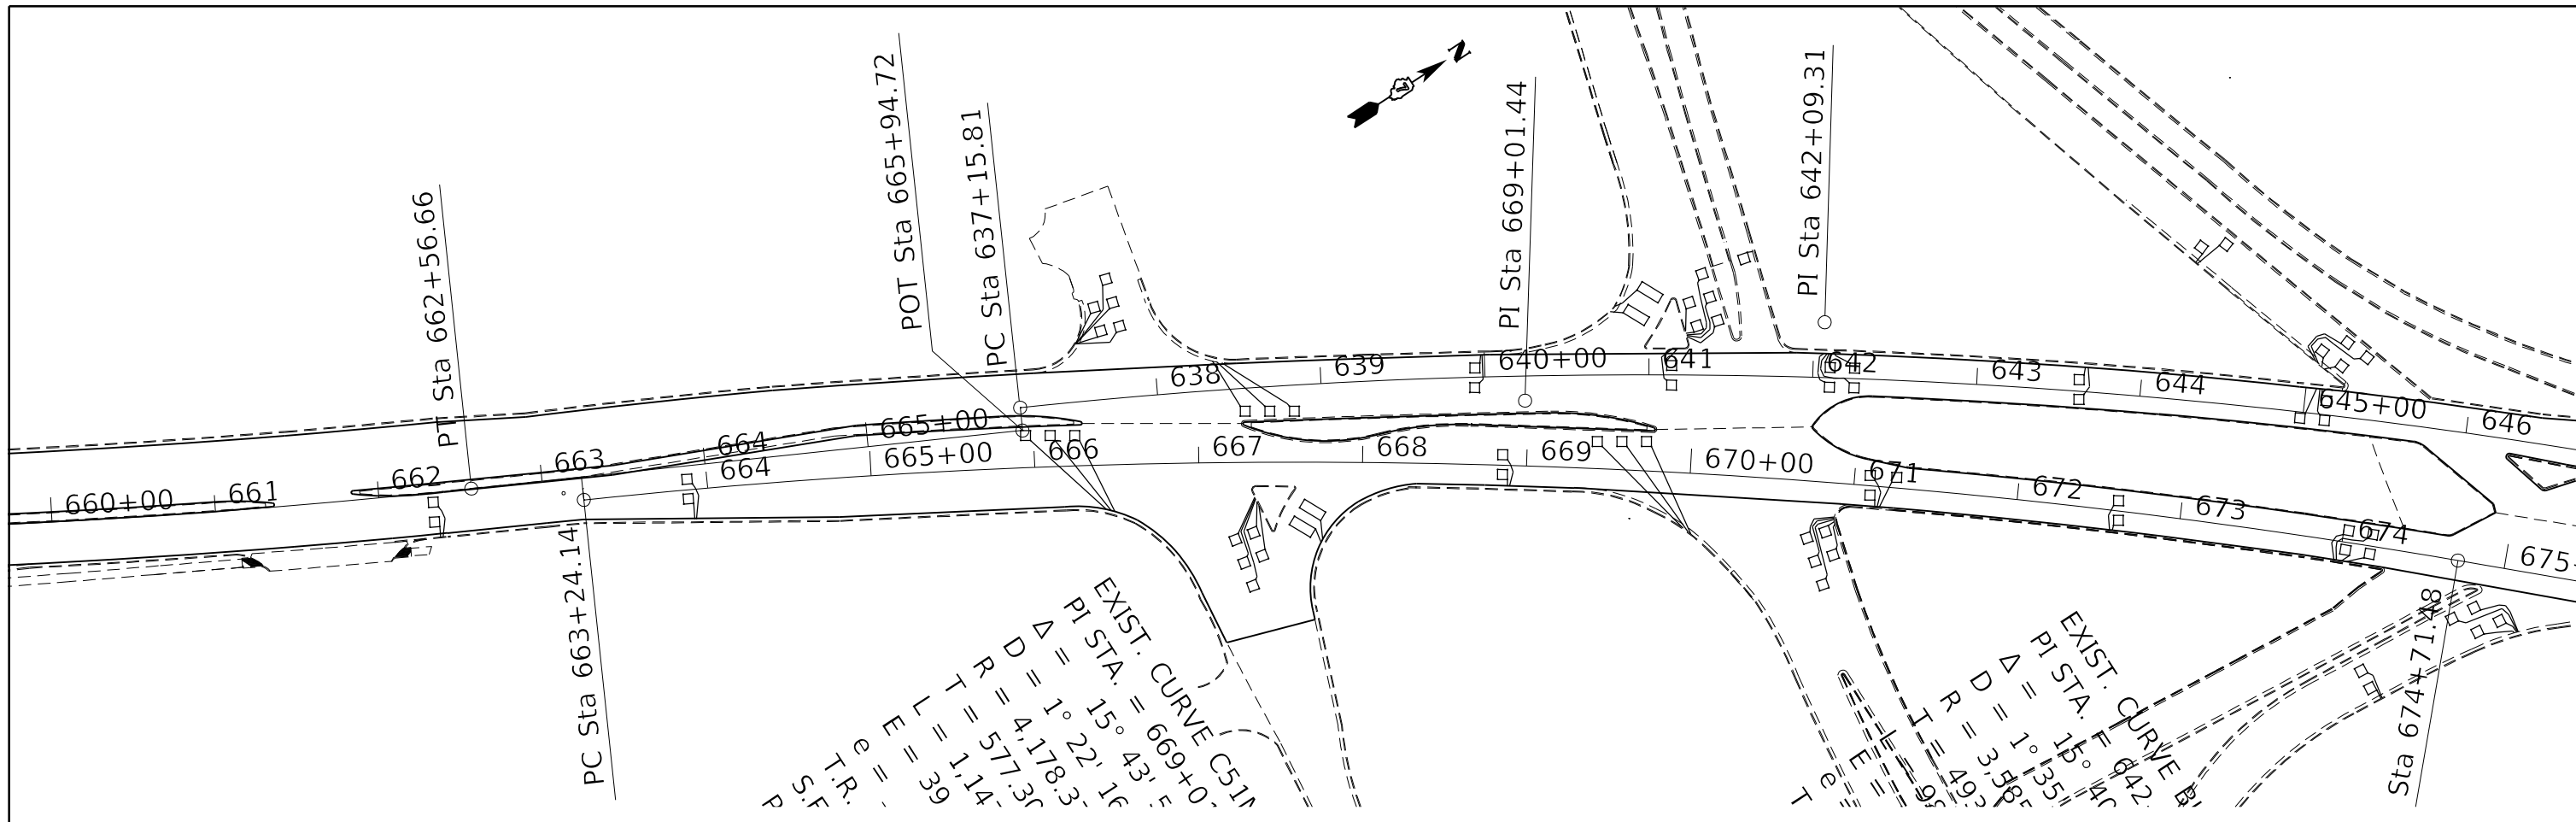 PT Sta 662+56.66
POT Sta 665+94.72
PC Sta 637+15.81
PI Sta 669+01.44
PI Sta 642+09.31
N
638
639
640+00
641
642
643
644
645+00
646
660+00
661
662
663
664
665+00
664
665+00
666
667
668
669
670+00
671
672
673
674
675
PC Sta 663+24.14
Sta 674+71.48
EXIST. CURVE C51
PI STA. = 669+0
Δ = 15° 43'
D = 1° 22' 16
R = 4,178.3
T = 577.30
L = 1,14
E = 39
e =
T.R.
S.E
EXIST. CURVE
PI STA. = 642
Δ = 15° 40
D = 1° 35
R = 3,585
T = 493
L = 98
E =
e =
T